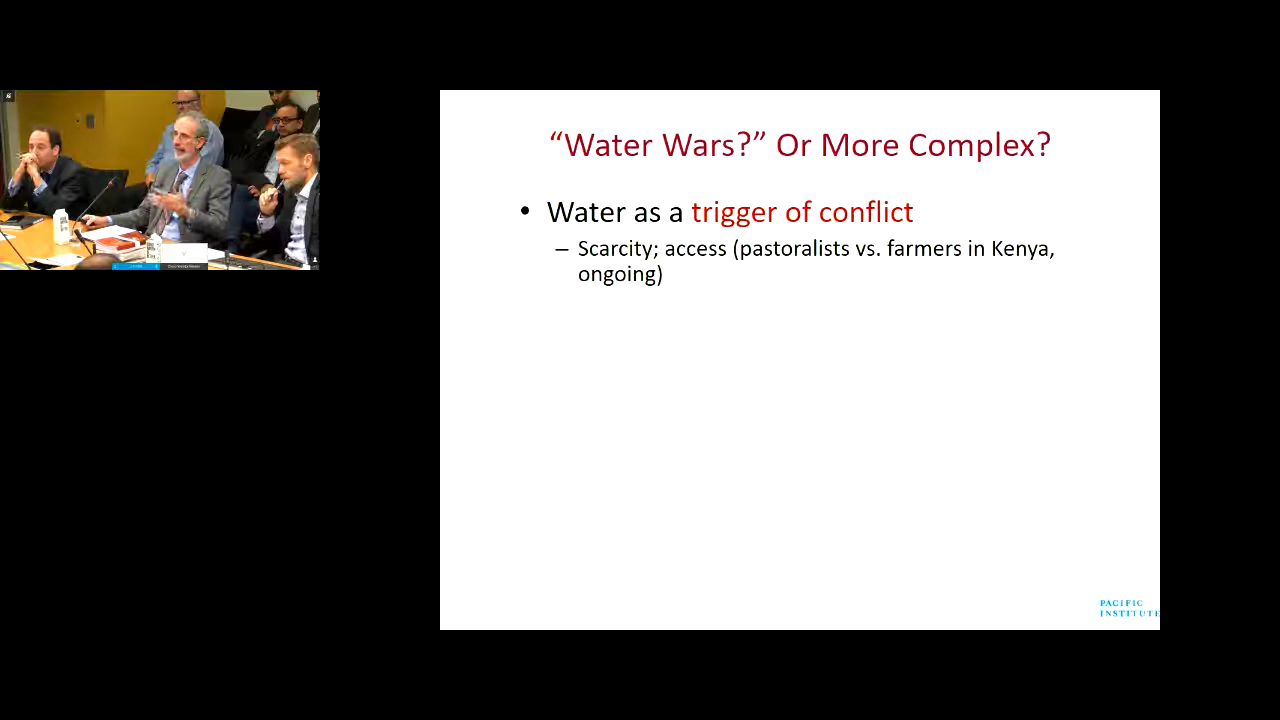 “Water Wars?” Or More Complex?
• Water as a trigger of conflict
– Scarcity; access (pastoralists vs. farmers in Kenya,
ongoing)
PACIFIC
INSTITUTE